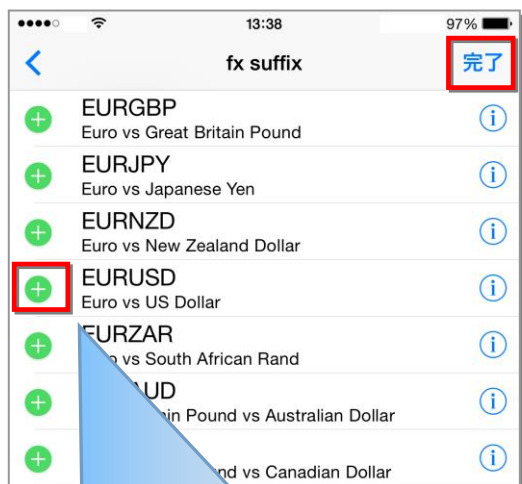 13:38
97%
fx suffix
完了
EURGBP
Euro vs Great Britain Pound
EURJPY
Euro vs Japanese Yen
EURNZD
Euro vs New Zealand Dollar
EURUSD
Euro vs US Dollar
EURZAR
vs South African Rand
UD
Pound vs Australian Dollar
vs Canadian Dollar